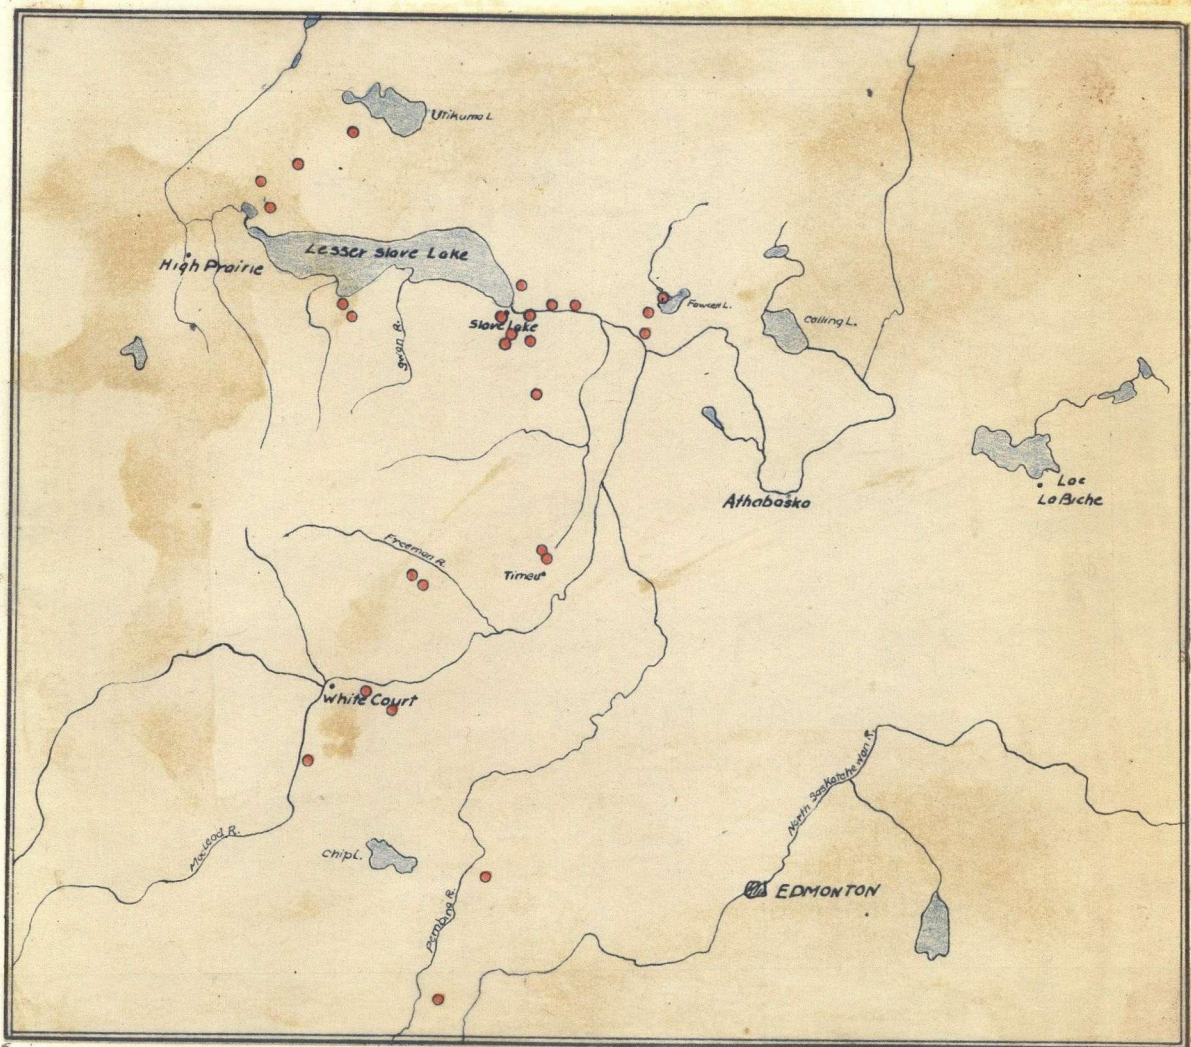 Utikuma L.
Lesser Slave Lake
High Prairie
Fawcett L.
Slave Lake
Calling L.
Swan R.
Lac
La Biche
Athabaska
Freeman R.
Timeu
White Court
North Saskatchewan R.
MacLeod R.
Chip L.
Pembina R.
EDMONTON